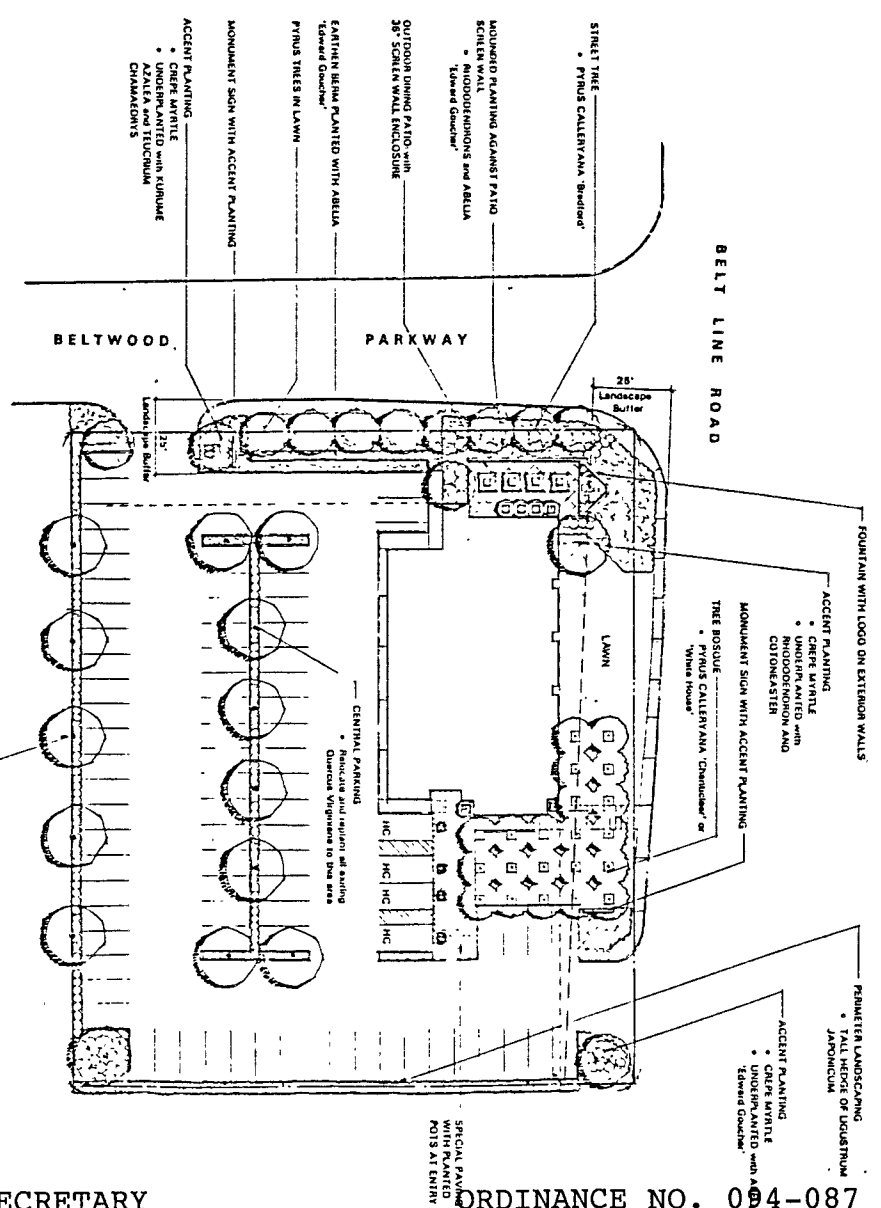 STREET TREE
• PYRUS CALLERYANA 'Bradford'
MOUNDED PLANTING AGAINST PATIO
SCREEN WALL
• RHODODENDRONS and ABELIA
'Edward Goucher'
OUTDOOR DINING PATIO with
36" SCREEN WALL ENCLOSURE
EARTHEN BERM PLANTED WITH ABELIA
'Edward Goucher'
PYRUS TREES IN LAWN
MONUMENT SIGN WITH ACCENT PLANTING
ACCENT PLANTING
• CREPE MYRTLE
• UNDERPLANTED with KURUME
AZALEA and TEUCRIUM
CHAMAEDRYS
BELT LINE ROAD
BELTWOOD PARKWAY
25'
Landscape
Buffer
25'
Landscape
Buffer
FOUNTAIN WITH LOGO ON EXTERIOR WALLS
ACCENT PLANTING
• CREPE MYRTLE
• UNDERPLANTED with
RHODODENDRON AND
COTONEASTER
MONUMENT SIGN WITH ACCENT PLANTING
TREE BOSQUE
• PYRUS CALLERYANA 'Chanticleer' or
'White House'
LAWN
CENTRAL PARKING
• Relocate and replant all existing
Quercus Virginiana to this area
HC
HC
HC
HC
PERIMETER LANDSCAPING
• TALL HEDGE OF LIGUSTRUM
JAPONICUM
ACCENT PLANTING
• CREPE MYRTLE
• UNDERPLANTED with
'Edward Goucher'
SPECIAL PAVING
WITH PLANTED
POTS AT ENTRY
ECRETARY
ORDINANCE NO. 094-087